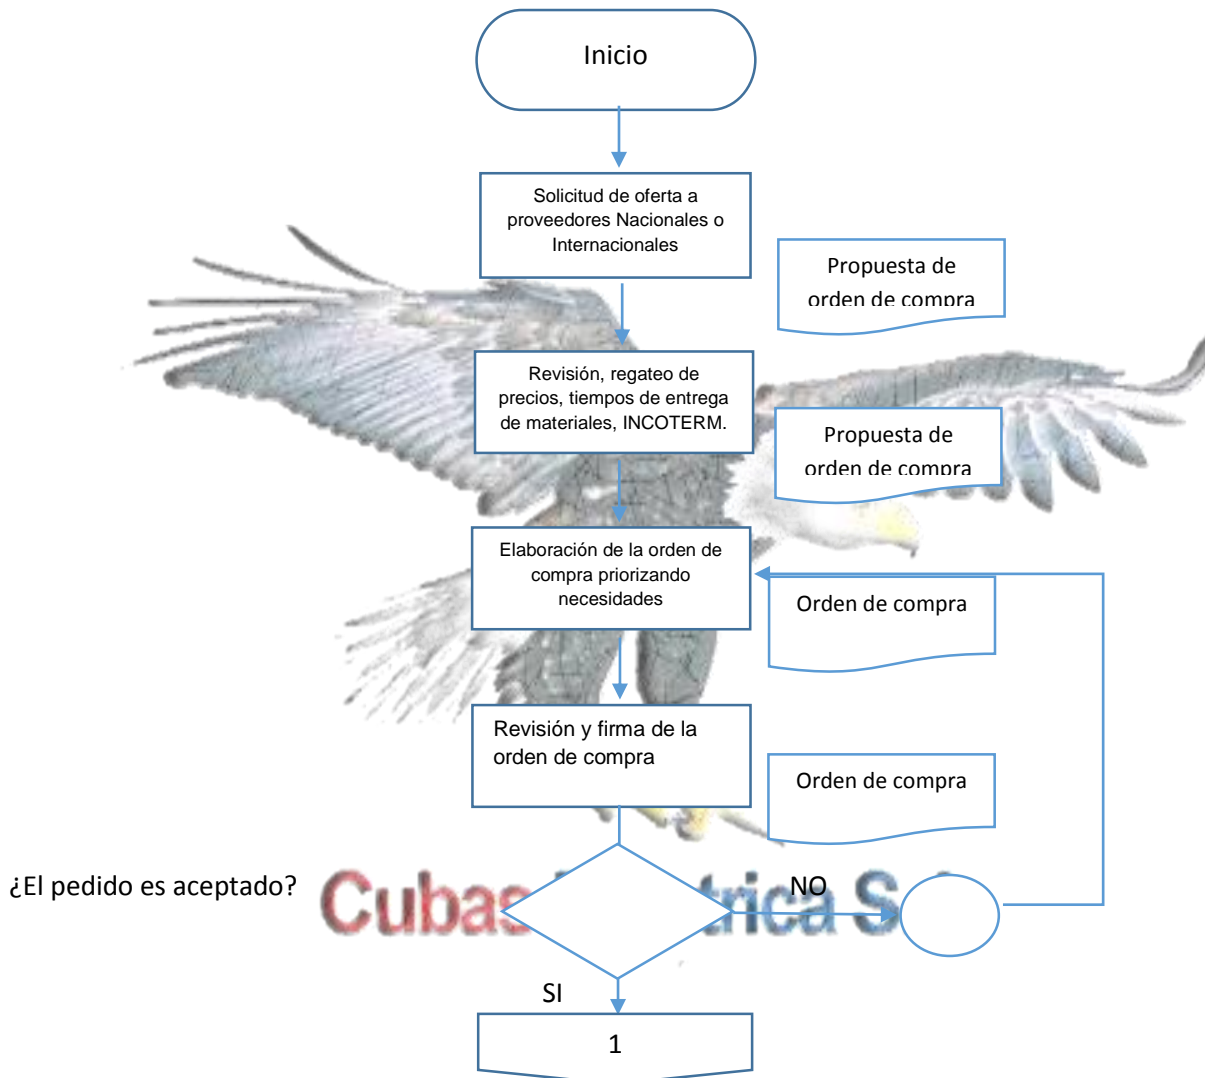 Inicio
Solicitud de oferta a
proveedores Nacionales o
Internacionales
Propuesta de
orden de compra
Revisión, regateo de
precios, tiempos de entrega
de materiales, INCOTERM.
Propuesta de
orden de compra
Elaboración de la orden de
compra priorizando
necesidades
Orden de compra
Revisión y firma de la
orden de compra
Orden de compra
¿El pedido es aceptado?
Cubas
NO
SI
1